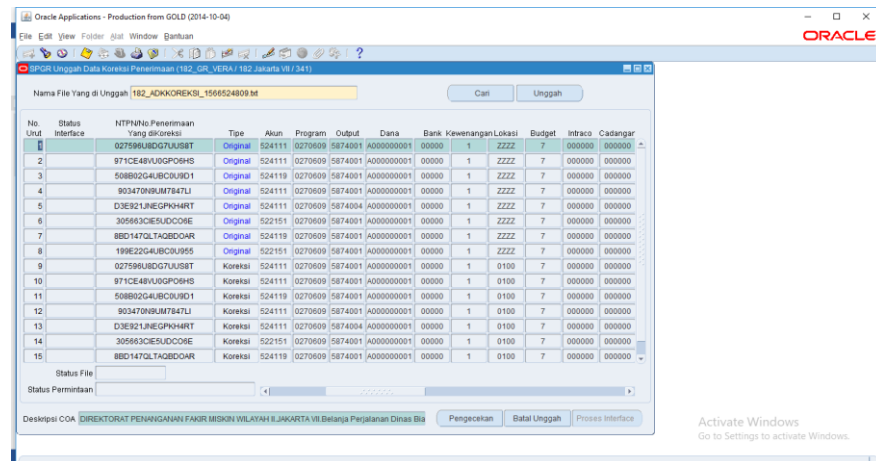 Oracle Applications - Production from GOLD (2014-10-04)
File Edit View Folder Alat Window Bantuan
ORACLE
SPGR Unggah Data Koreksi Penerimaan (182_GR_VERA / 182 Jakarta VII / 341)
Nama File Yang di Unggah 182_ADKKOREKSI_1566524809.txt Cari Unggah
No. Status NTPN/No.Penerimaan
Urut Interface Yang diKoreksi Tipe Akun Program Output Dana Bank Kewenangan Lokasi Budget Intraco Cadangan
1 027596U8DG7UUS8T Original 524111 0270609 5874001 A000000001 00000 1 ZZZZ 7 000000 000000
2 971CE48VU0GPO6HS Original 524111 0270609 5874001 A000000001 00000 1 ZZZZ 7 000000 000000
3 508B02G4UBC0U9D1 Original 524119 0270609 5874001 A000000001 00000 1 ZZZZ 7 000000 000000
4 903470N9UM7847LI Original 524111 0270609 5874001 A000000001 00000 1 ZZZZ 7 000000 000000
5 D3E921JNEGPKH4RT Original 524111 0270609 5874004 A000000001 00000 1 ZZZZ 7 000000 000000
6 305663CIE5UDCO6E Original 522151 0270609 5874001 A000000001 00000 1 ZZZZ 7 000000 000000
7 8BD147QLTAQBDOAR Original 524119 0270609 5874001 A000000001 00000 1 ZZZZ 7 000000 000000
8 199E22G4UBC0U955 Original 522151 0270609 5874001 A000000001 00000 1 ZZZZ 7 000000 000000
9 027596U8DG7UUS8T Koreksi 524111 0270609 5874001 A000000001 00000 1 0100 7 000000 000000
10 971CE48VU0GPO6HS Koreksi 524111 0270609 5874001 A000000001 00000 1 0100 7 000000 000000
11 508B02G4UBC0U9D1 Koreksi 524119 0270609 5874001 A000000001 00000 1 0100 7 000000 000000
12 903470N9UM7847LI Koreksi 524111 0270609 5874001 A000000001 00000 1 0100 7 000000 000000
13 D3E921JNEGPKH4RT Koreksi 524111 0270609 5874004 A000000001 00000 1 0100 7 000000 000000
14 305663CIE5UDCO6E Koreksi 522151 0270609 5874001 A000000001 00000 1 0100 7 000000 000000
15 8BD147QLTAQBDOAR Koreksi 524119 0270609 5874001 A000000001 00000 1 0100 7 000000 000000
Status File
Status Permintaan
Deskripsi COA DIREKTORAT PENANGANAN FAKIR MISKIN WILAYAH II.JAKARTA VII.Belanja Perjalanan Dinas Bia Pengecekan Batal Unggah Proses Interface
Activate Windows
Go to Settings to activate Windows.